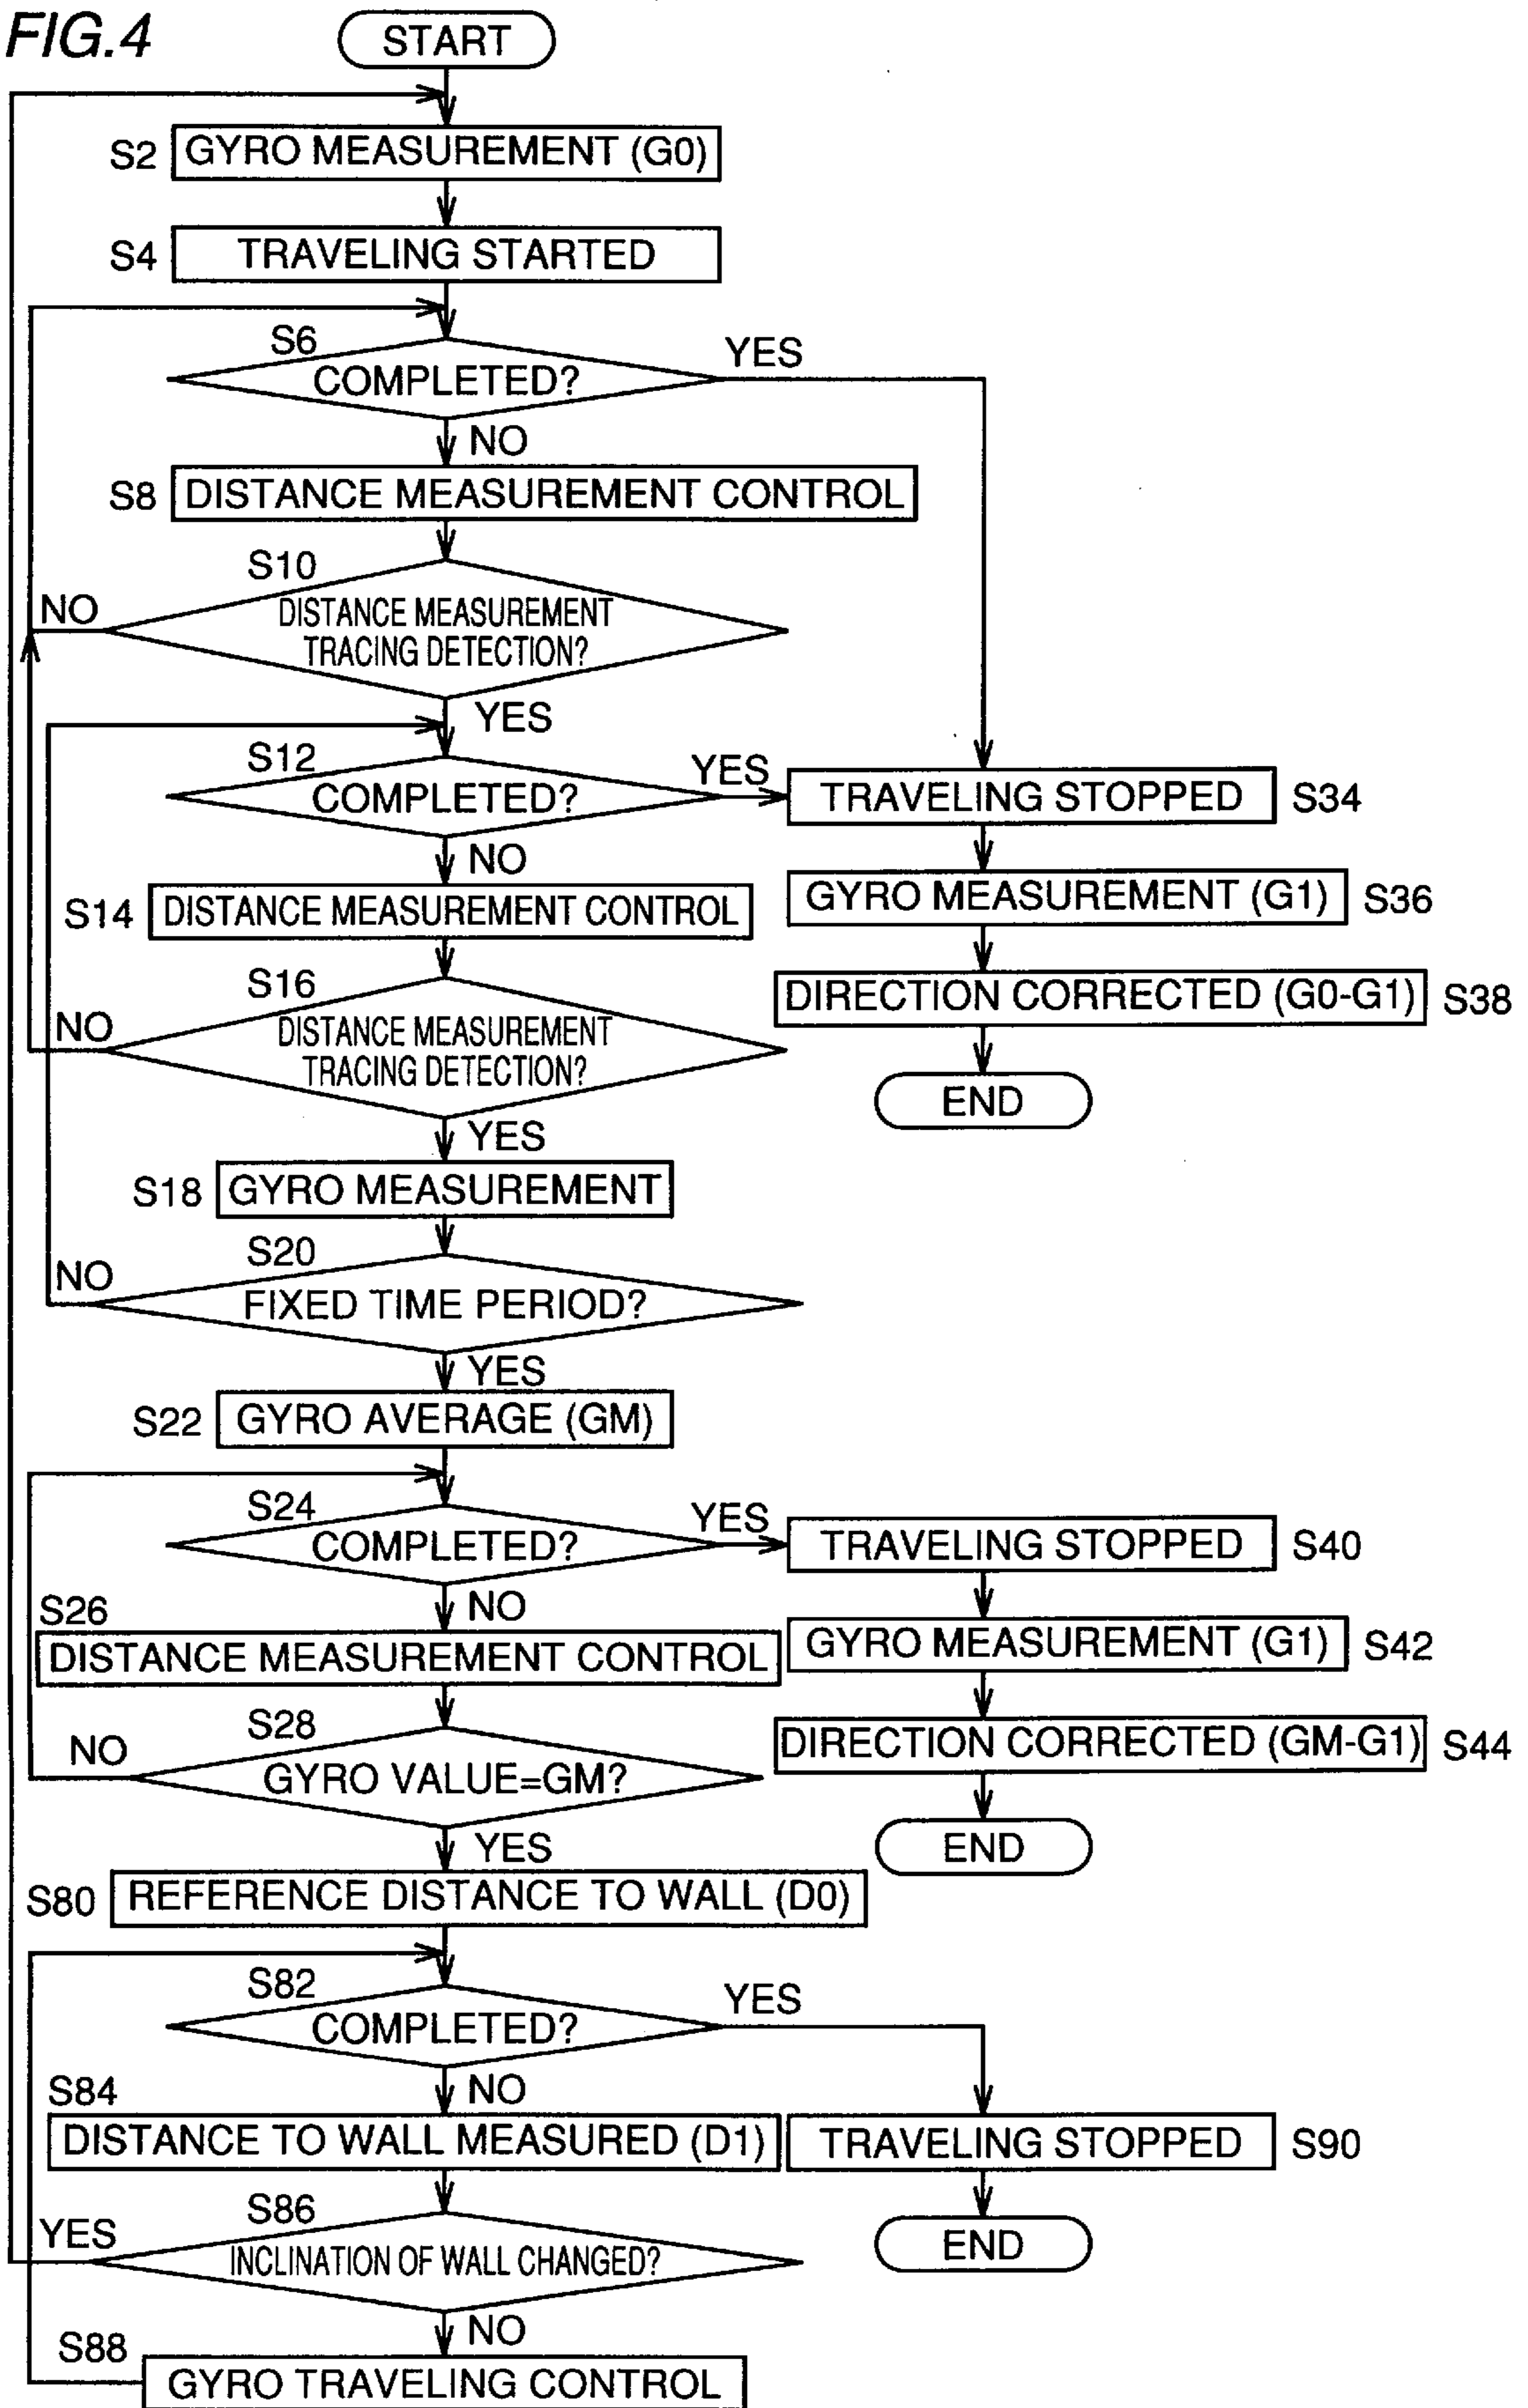 FIG.4
START
S2 GYRO MEASUREMENT (G0)
S4 TRAVELING STARTED
S6
YES
COMPLETED?
NO
S8 DISTANCE MEASUREMENT CONTROL
S10
NO
DISTANCE MEASUREMENT
TRACING DETECTION?
YES
S12
YES
COMPLETED?
TRAVELING STOPPED S34
NO
GYRO MEASUREMENT (G1) S36
S14 DISTANCE MEASUREMENT CONTROL
S16
DIRECTION CORRECTED (G0-G1) S38
NO
DISTANCE MEASUREMENT
TRACING DETECTION?
END
YES
S18 GYRO MEASUREMENT
S20
NO
FIXED TIME PERIOD?
YES
S22 GYRO AVERAGE (GM)
S24
YES
COMPLETED?
TRAVELING STOPPED S40
NO
S26
DISTANCE MEASUREMENT CONTROL
GYRO MEASUREMENT (G1) S42
S28
NO
GYRO VALUE=GM?
DIRECTION CORRECTED (GM-G1) S44
YES
END
S80 REFERENCE DISTANCE TO WALL (D0)
S82
YES
COMPLETED?
NO
S84
DISTANCE TO WALL MEASURED (D1)
TRAVELING STOPPED S90
S86
YES
INCLINATION OF WALL CHANGED?
END
NO
S88
GYRO TRAVELING CONTROL